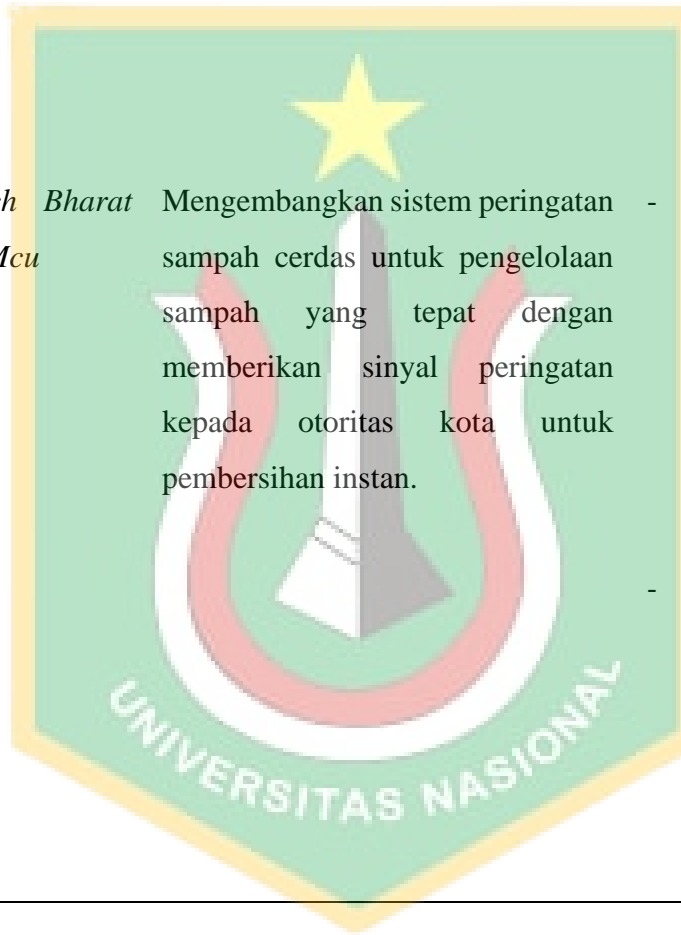 Bharat Mengembangkan sistem peringatan -
sampah cerdas untuk pengelolaan
sampah yang tepat dengan
memberikan sinyal peringatan
kepada otoritas kota untuk
pembersihan instan.
-
UNIVERSITAS NASIONAL